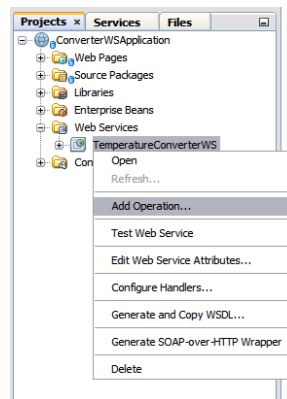 Projects × Services Files
ConverterWSApplication
Web Pages
Source Packages
Libraries
Enterprise Beans
Web Services
TemperatureConverterWS
Con
Open
Refresh...
Add Operation...
Test Web Service
Edit Web Service Attributes...
Configure Handlers...
Generate and Copy WSDL...
Generate SOAP-over-HTTP Wrapper
Delete